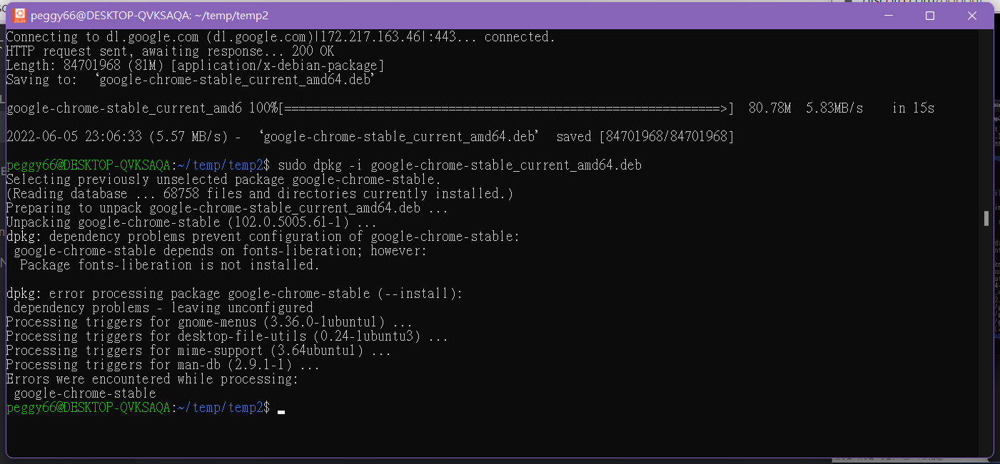 peggy66@DESKTOP-QVKSAQA: ~/temp/temp2
Connecting to dl.google.com (dl.google.com)|172.217.163.46|:443... connected.
HTTP request sent, awaiting response... 200 OK
Length: 84701968 (81M) [application/x-debian-package]
Saving to: ‘google-chrome-stable_current_amd64.deb’
google-chrome-stable_current_amd6 100%[=============================================================>] 80.78M 5.83MB/s in 15s
2022-06-05 23:06:33 (5.57 MB/s) - ‘google-chrome-stable_current_amd64.deb’ saved [84701968/84701968]
peggy66@DESKTOP-QVKSAQA:~/temp/temp2$ sudo dpkg -i google-chrome-stable_current_amd64.deb
Selecting previously unselected package google-chrome-stable.
(Reading database ... 68758 files and directories currently installed.)
Preparing to unpack google-chrome-stable_current_amd64.deb ...
Unpacking google-chrome-stable (102.0.5005.61-1) ...
dpkg: dependency problems prevent configuration of google-chrome-stable:
google-chrome-stable depends on fonts-liberation; however:
Package fonts-liberation is not installed.
dpkg: error processing package google-chrome-stable (--install):
dependency problems - leaving unconfigured
Processing triggers for gnome-menus (3.36.0-1ubuntu1) ...
Processing triggers for desktop-file-utils (0.24-1ubuntu3) ...
Processing triggers for mime-support (3.64ubuntu1) ...
Processing triggers for man-db (2.9.1-1) ...
Errors were encountered while processing:
google-chrome-stable
peggy66@DESKTOP-QVKSAQA:~/temp/temp2$